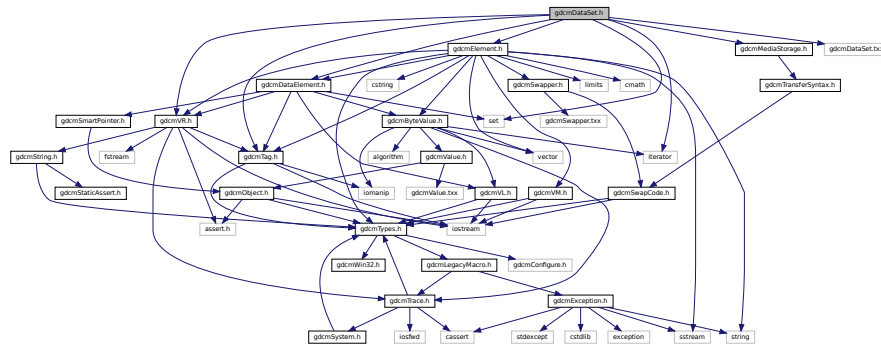 gdcmDataSet.h
gdcmElement.h
gdcmMediaStorage.h
gdcmDataSet.txx
gdcmDataElement.h
cstring
gdcmSwapper.h
limits
cmath
gdcmTransferSyntax.h
gdcmSmartPointer.h
gdcmVR.h
gdcmByteValue.h
set
gdcmSwapper.txx
gdcmString.h
fstream
gdcmTag.h
algorithm
gdcmValue.h
vector
iterator
gdcmStaticAssert.h
gdcmObject.h
iomanip
gdcmValue.txx
gdcmVL.h
gdcmVM.h
gdcmSwapCode.h
assert.h
gdcmTypes.h
iostream
gdcmWin32.h
gdcmLegacyMacro.h
gdcmConfigure.h
gdcmTrace.h
gdcmException.h
gdcmSystem.h
iosfwd
cassert
stdexcept
cstdlib
exception
sstream
string